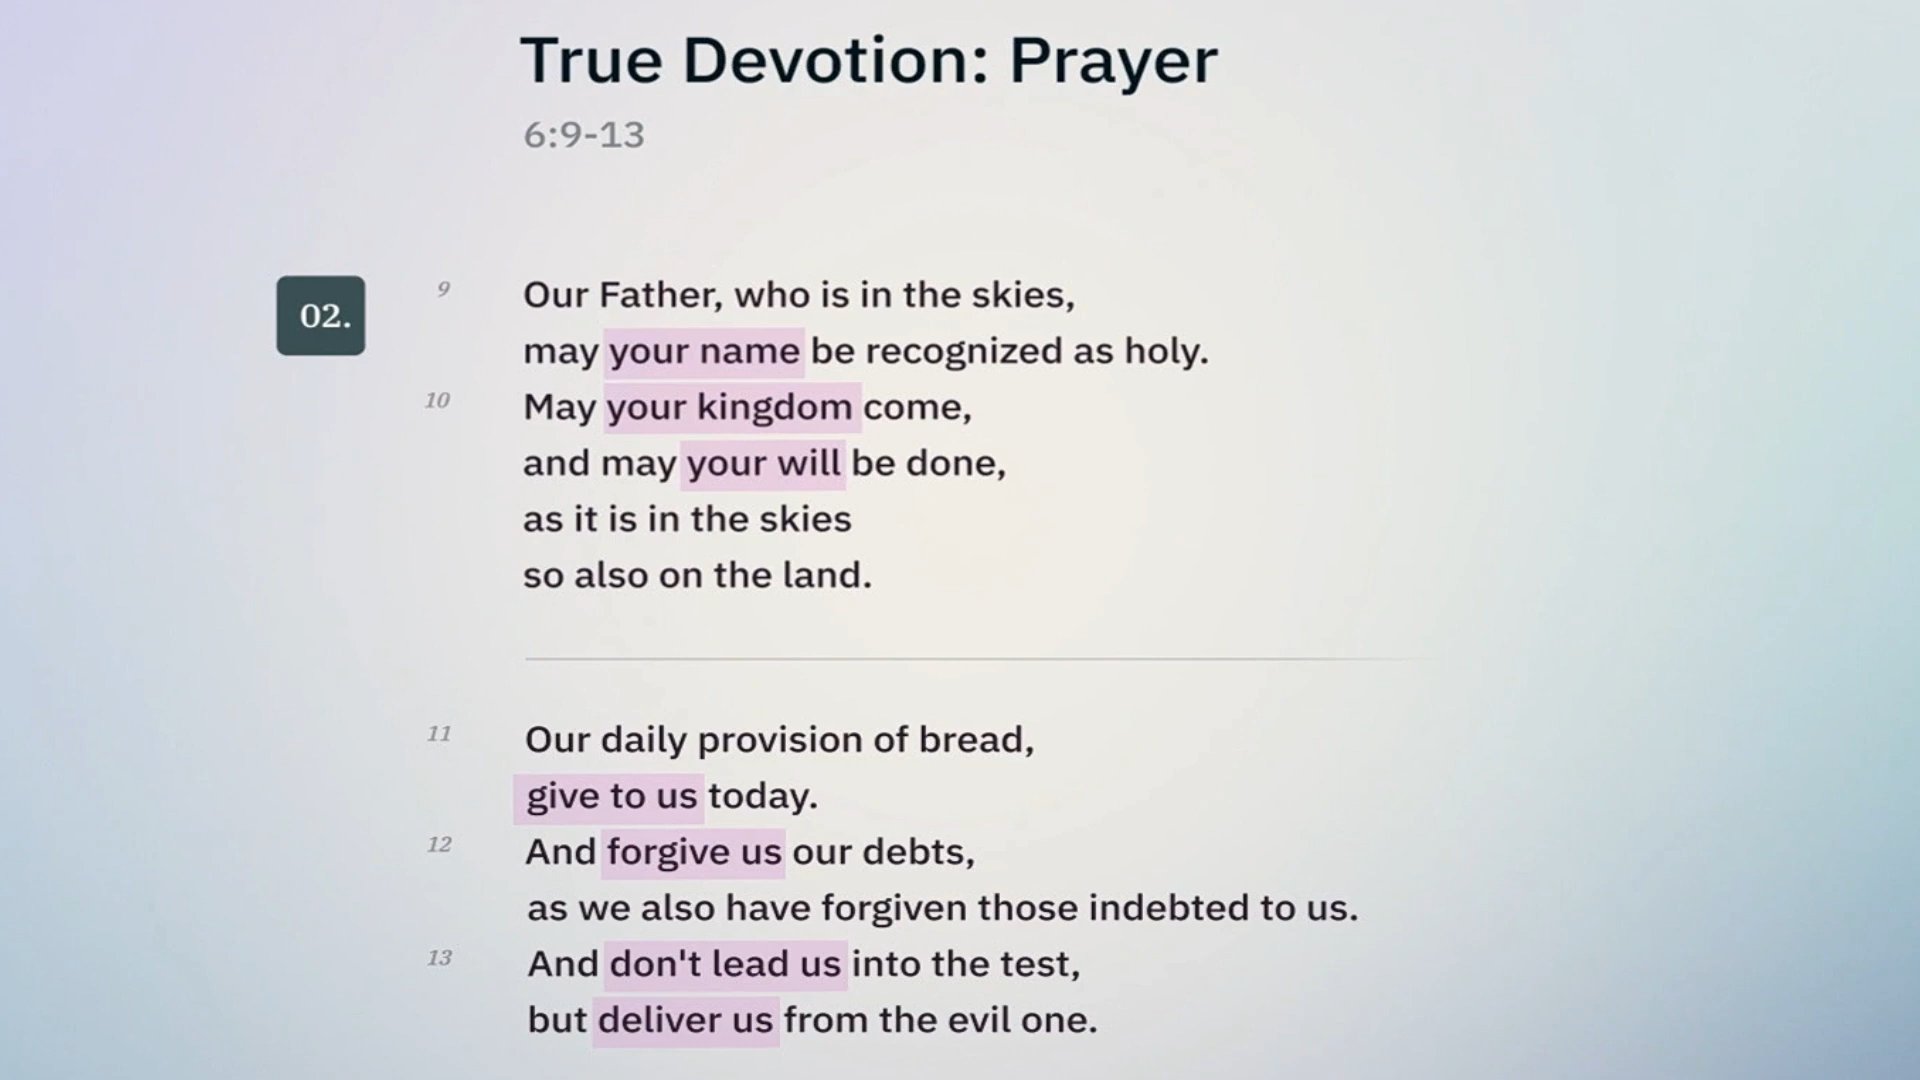 True Devotion: Prayer
6:9-13
02.
9 Our Father, who is in the skies,
may your name be recognized as holy.
10 May your kingdom come,
and may your will be done,
as it is in the skies
so also on the land.
11 Our daily provision of bread,
give to us today.
12 And forgive us our debts,
as we also have forgiven those indebted to us.
13 And don't lead us into the test,
but deliver us from the evil one.